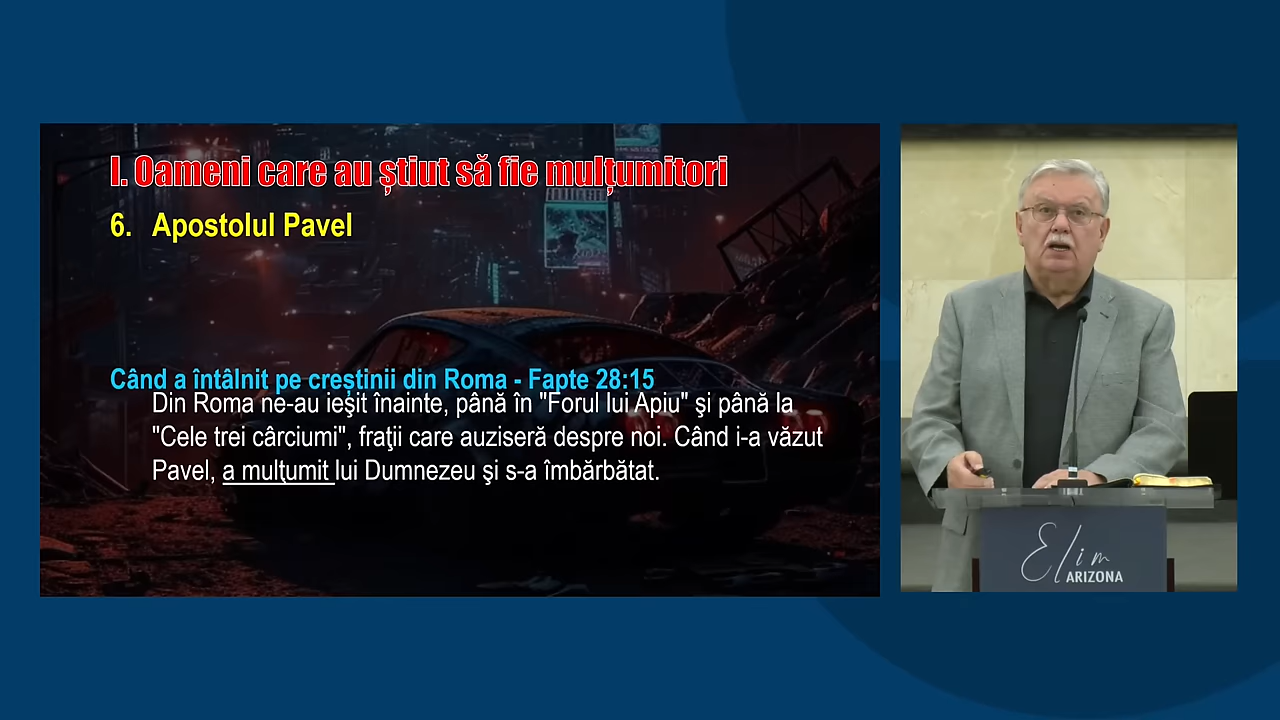 I. Oameni care au știut să fie mulțumitori
6. Apostolul Pavel
Când a întâlnit pe creștinii din Roma - Fapte 28:15
Din Roma ne-au ieşit înainte, până în "Forul lui Apiu" şi până la
"Cele trei cârciumi", fraţii care auziseră despre noi. Când i-a văzut
Pavel, a mulţumit lui Dumnezeu şi s-a îmbărbătat.
Elim
ARIZONA